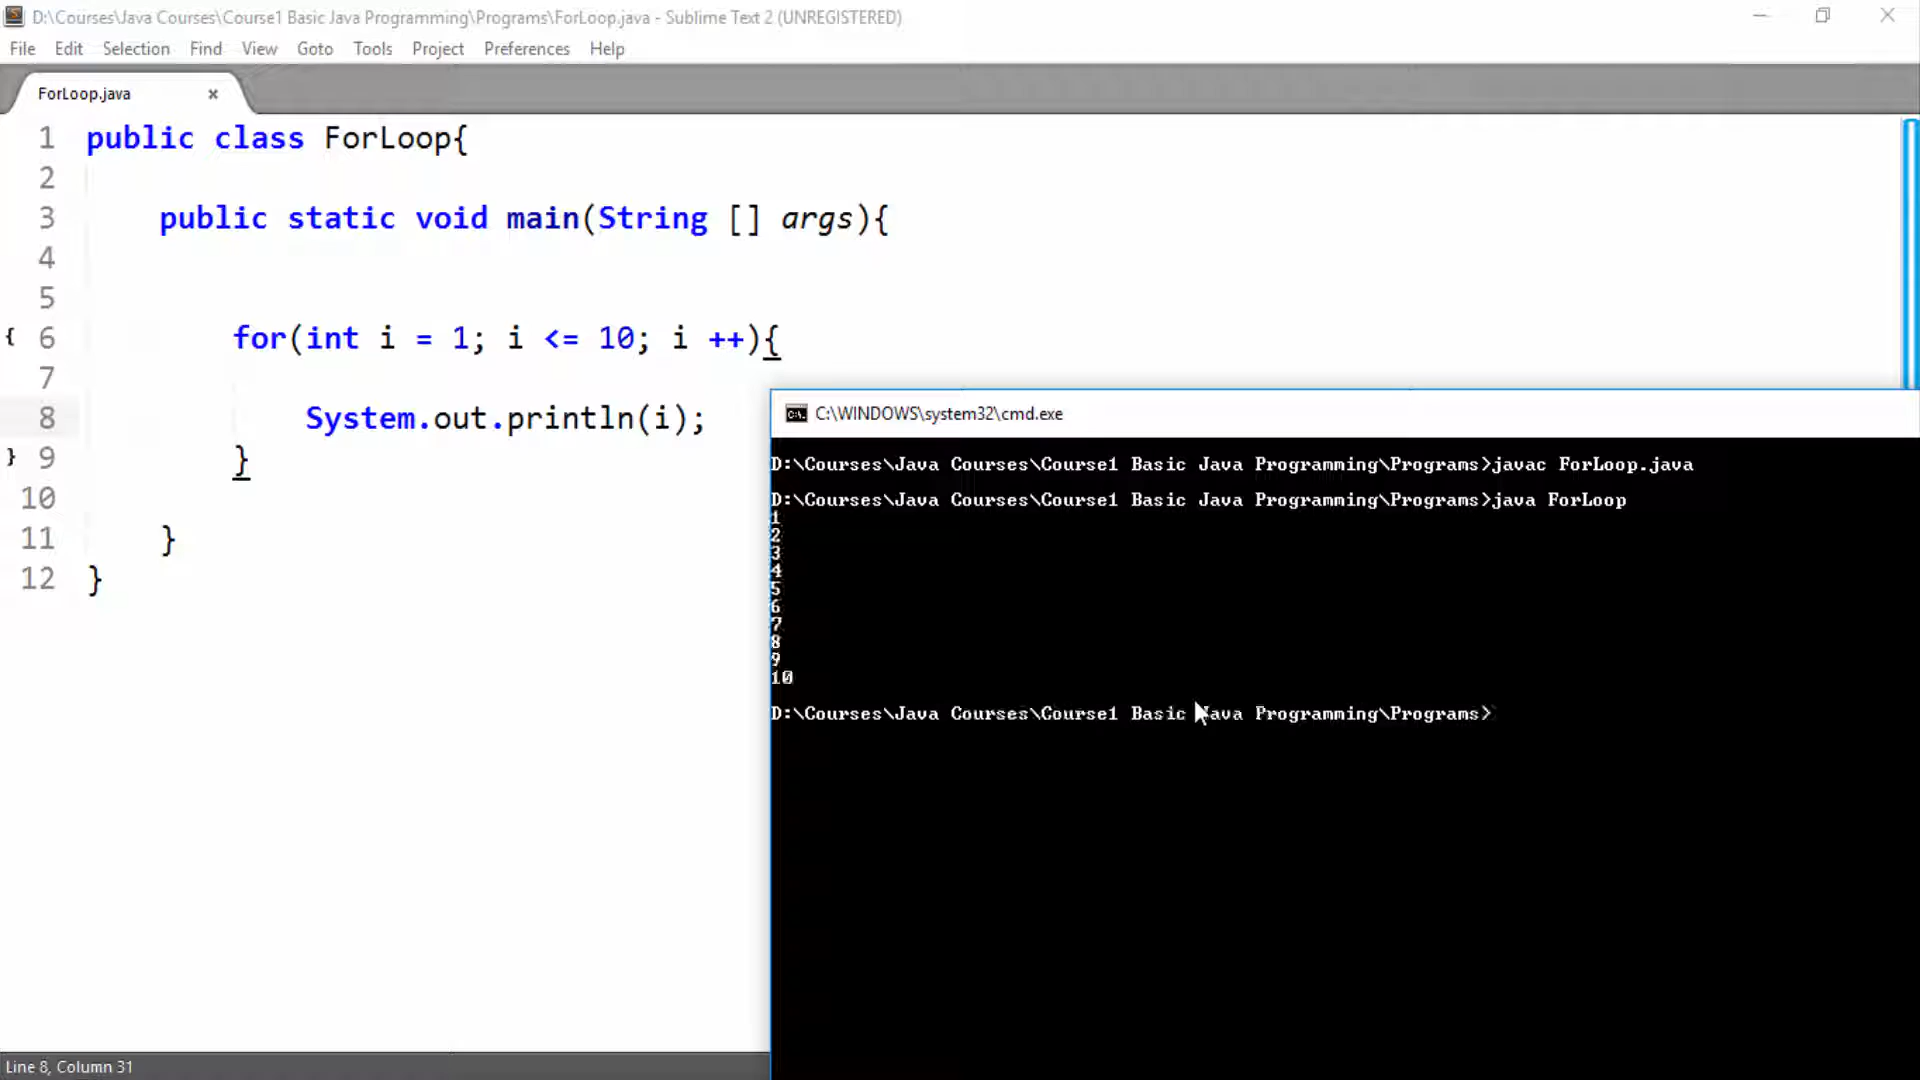 D:\Courses\Java Courses\Course1 Basic Java Programming\Programs\ForLoop.java - Sublime Text 2 (UNREGISTERED)
File Edit Selection Find View Goto Tools Project Preferences Help
ForLoop.java ×
1 public class ForLoop{
2
3 public static void main(String [] args){
4
5
{ 6 for(int i = 1; i <= 10; i ++){
7
8 System.out.println(i);
} 9 }
10
11 }
12 }
C:\WINDOWS\system32\cmd.exe
D:\Courses\Java Courses\Course1 Basic Java Programming\Programs>javac ForLoop.java
D:\Courses\Java Courses\Course1 Basic Java Programming\Programs>java ForLoop
1
2
3
4
5
6
7
8
9
10
D:\Courses\Java Courses\Course1 Basic Java Programming\Programs>
Line 8, Column 31